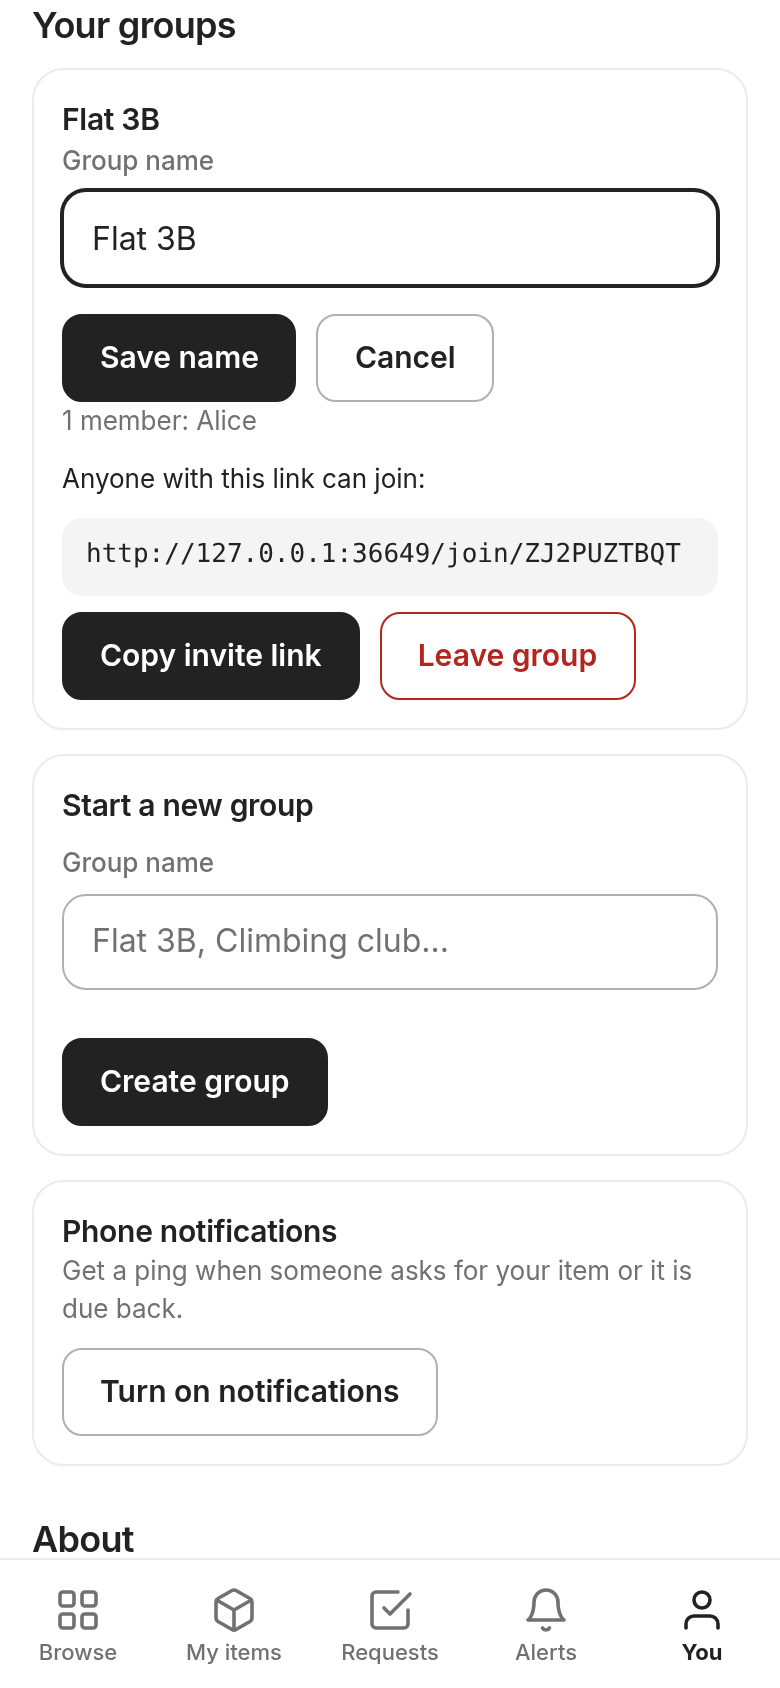 Your groups
Flat 3B
Group name
Flat 3B
Save name
Cancel
1 member: Alice
Anyone with this link can join:
http://127.0.0.1:36649/join/ZJ2PUZTBQT
Copy invite link
Leave group
Start a new group
Group name
Flat 3B, Climbing club...
Create group
Phone notifications
Get a ping when someone asks for your item or it is
due back.
Turn on notifications
About
Browse
My items
Requests
Alerts
You